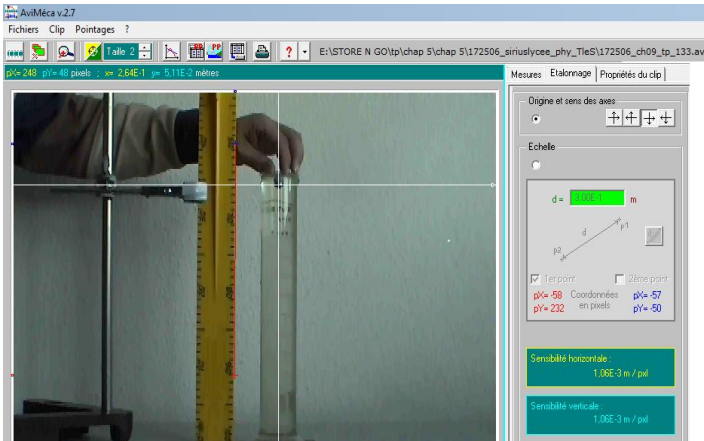 AviMéca v.2.7
Fichiers Clip Pointages ?
Taille 2 ? E:\STORE N GO\tp\chap 5\chap 5\172506_siriuslycee_phy_TleS\172506_ch09_tp_133.av
pX= 248 pY= 48 pixels ; x= 2,64E-1 y= 5,11E-2 mètres
Mesures Etalonnage Propriétés du clip
Origine et sens des axes
Echelle
d = 3,00E-1 m
p1
d
p2
1er point 2ème point
pX= -58 Coordonnées pX= -57
pY= 232 en pixels pY= -50
Sensibilité horizontale :
1,06E-3 m / pxl
Sensibilité verticale :
1,06E-3 m / pxl